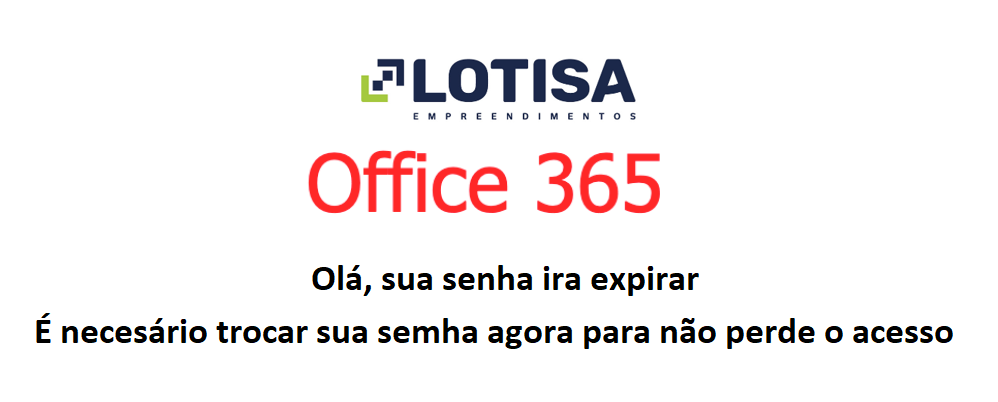 LOTISA
EMPREENDIMENTOS
Office 365
Olá, sua senha ira expirar
É necesário trocar sua semha agora para não perde o acesso